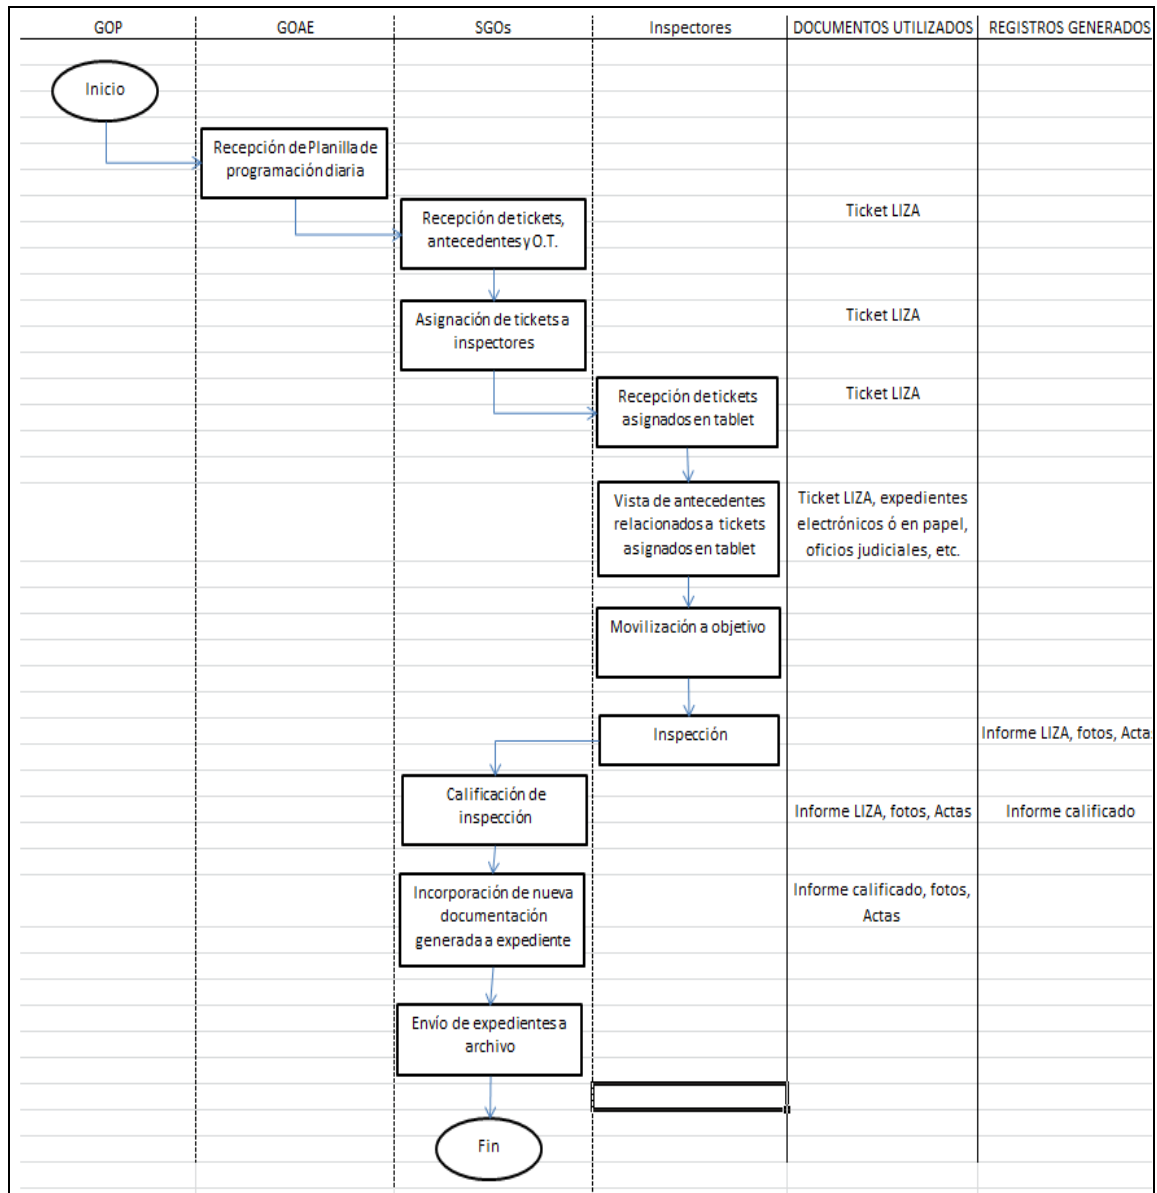 GOP GOAE SGOs Inspectores DOCUMENTOS UTILIZADOS REGISTROS GENERADOS
Inicio
Recepción de Planilla de
programación diaria
Recepción de tickets,
antecedentes y O.T.
Ticket LIZA
Asignación de tickets a
inspectores
Ticket LIZA
Recepción de tickets
asignados en tablet
Ticket LIZA
Vista de antecedentes
relacionados a tickets
asignados en tablet
Ticket LIZA, expedientes
electrónicos ó en papel,
oficios judiciales, etc.
Movilización a objetivo
Inspección
Informe LIZA, fotos, Acta
Calificación de
inspección
Informe LIZA, fotos, Actas
Informe calificado
Incorporación de nueva
documentación
generada a expediente
Informe calificado, fotos,
Actas
Envío de expedientes a
archivo
Fin